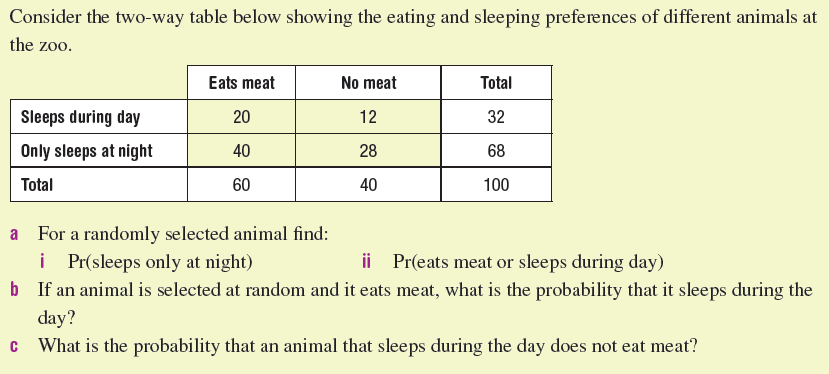 Consider the two-way table below showing the eating and sleeping preferences of different animals at
the zoo.
Eats meat No meat Total
Sleeps during day 20 12 32
Only sleeps at night 40 28 68
Total 60 40 100
a For a randomly selected animal find:
i Pr(sleeps only at night) ii Pr(eats meat or sleeps during day)
b If an animal is selected at random and it eats meat, what is the probability that it sleeps during the
day?
c What is the probability that an animal that sleeps during the day does not eat meat?